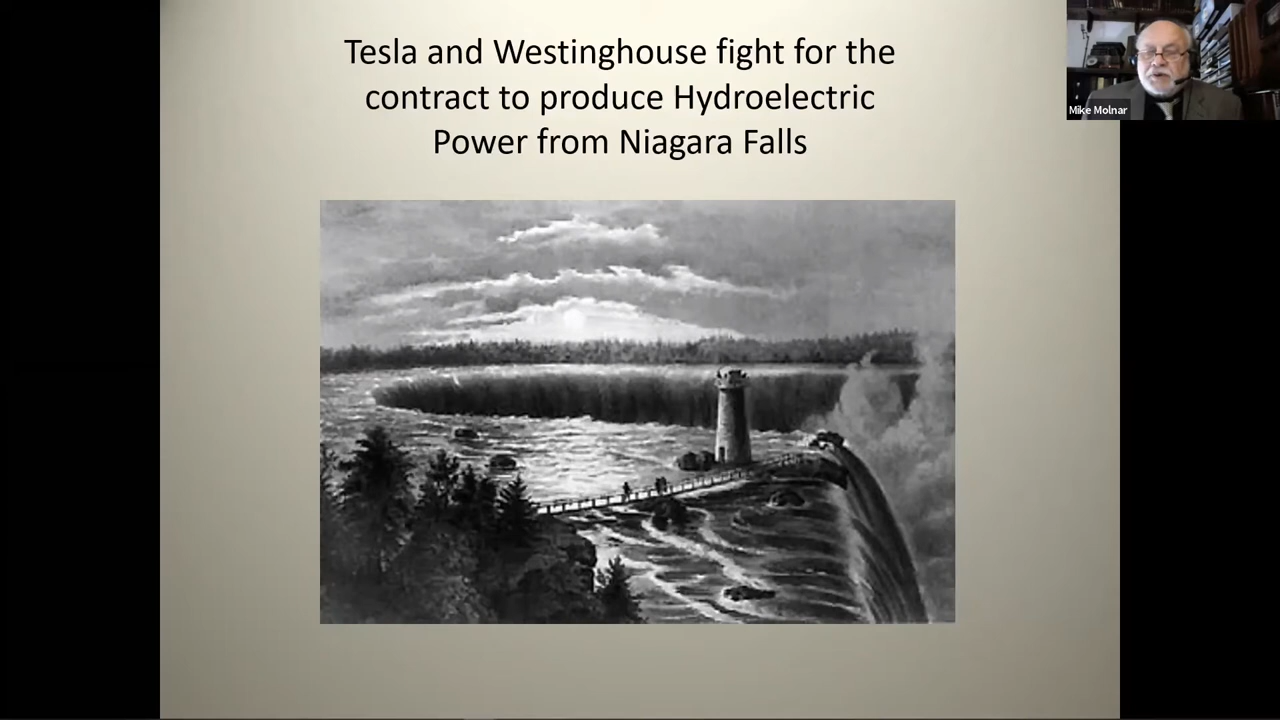 Tesla and Westinghouse fight for the
contract to produce Hydroelectric
Power from Niagara Falls
Mike Molnar